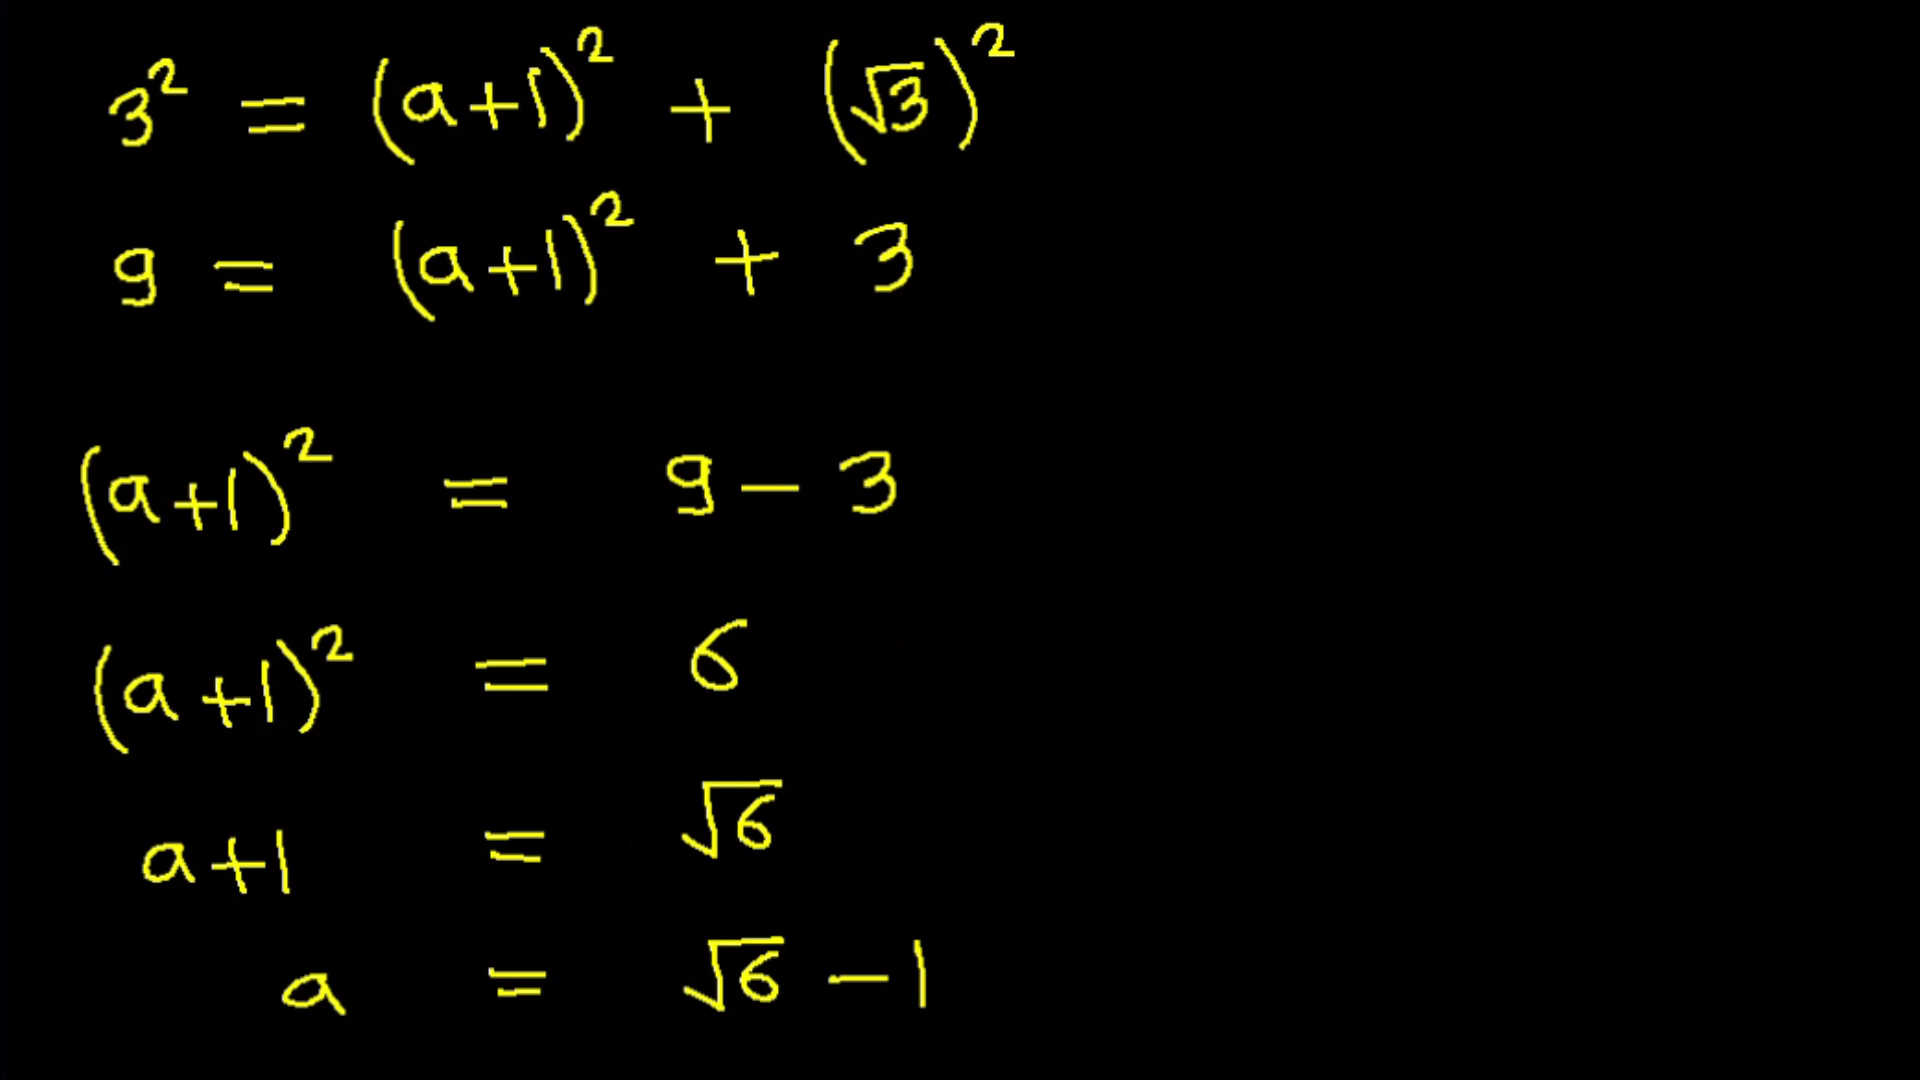 3² = (a+1)² + (√3)²
9 = (a+1)² + 3
(a+1)² = 9 − 3
(a+1)² = 6
a+1 = √6
a = √6 − 1